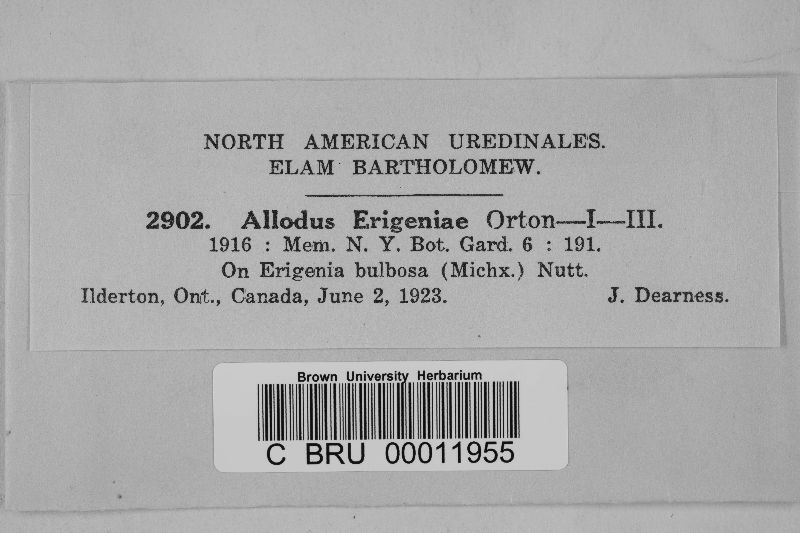 NORTH AMERICAN UREDINALES.
ELAM BARTHOLOMEW.
2902. Allodus Erigeniae Orton—I—III.
1916 : Mem. N. Y. Bot. Gard. 6 : 191.
On Erigenia bulbosa (Michx.) Nutt.
Ilderton, Ont., Canada, June 2, 1923. J. Dearness.
Brown University Herbarium
C BRU 00011955